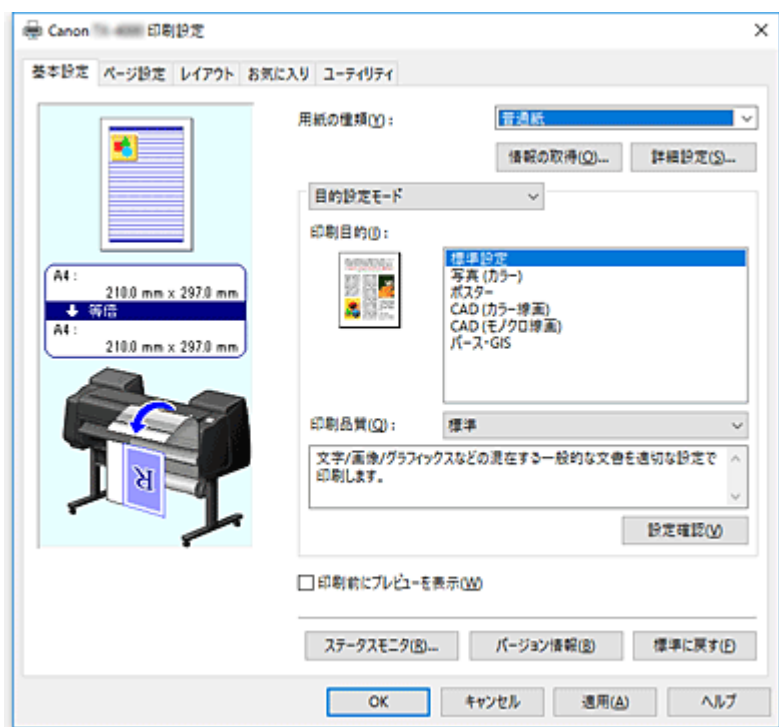 Canon 印刷設定
基本設定 ページ設定 レイアウト お気に入り ユーティリティ
用紙の種類(Y): 普通紙
情報の取得(O)... 詳細設定(S)...
目的設定モード
印刷目的(I):
標準設定
写真 (カラー)
ポスター
CAD (カラー線画)
CAD (モノクロ線画)
パース・GIS
A4 :
210.0 mm x 297.0 mm
等倍
A4 :
210.0 mm x 297.0 mm
R
印刷品質(Q): 標準
文字/画像/グラフィックスなどの混在する一般的な文書を適切な設定で
印刷します。
設定確認(V)
印刷前にプレビューを表示(W)
ステータスモニタ(R)... バージョン情報(B) 標準に戻す(F)
OK キャンセル 適用(A) ヘルプ